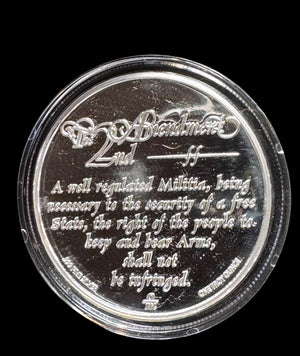 The 2nd Amendment
A well regulated Militia, being
necessary to the security of a free
State, the right of the people to
keep and bear Arms,
shall not
be infringed.